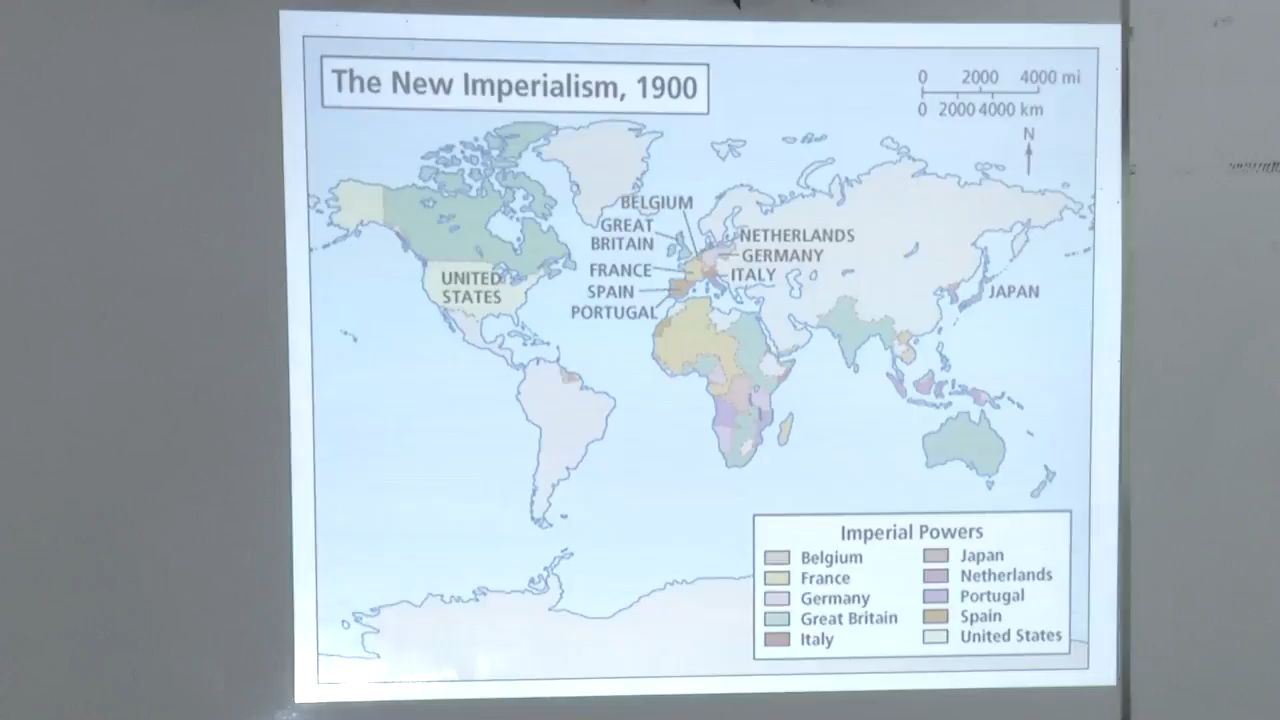 The New Imperialism, 1900
0 2000 4000 mi
0 2000 4000 km
N
BELGIUM
GREAT
BRITAIN
NETHERLANDS
GERMANY
FRANCE
ITALY
SPAIN
PORTUGAL
UNITED
STATES
JAPAN
Imperial Powers
Belgium
France
Germany
Great Britain
Italy
Japan
Netherlands
Portugal
Spain
United States